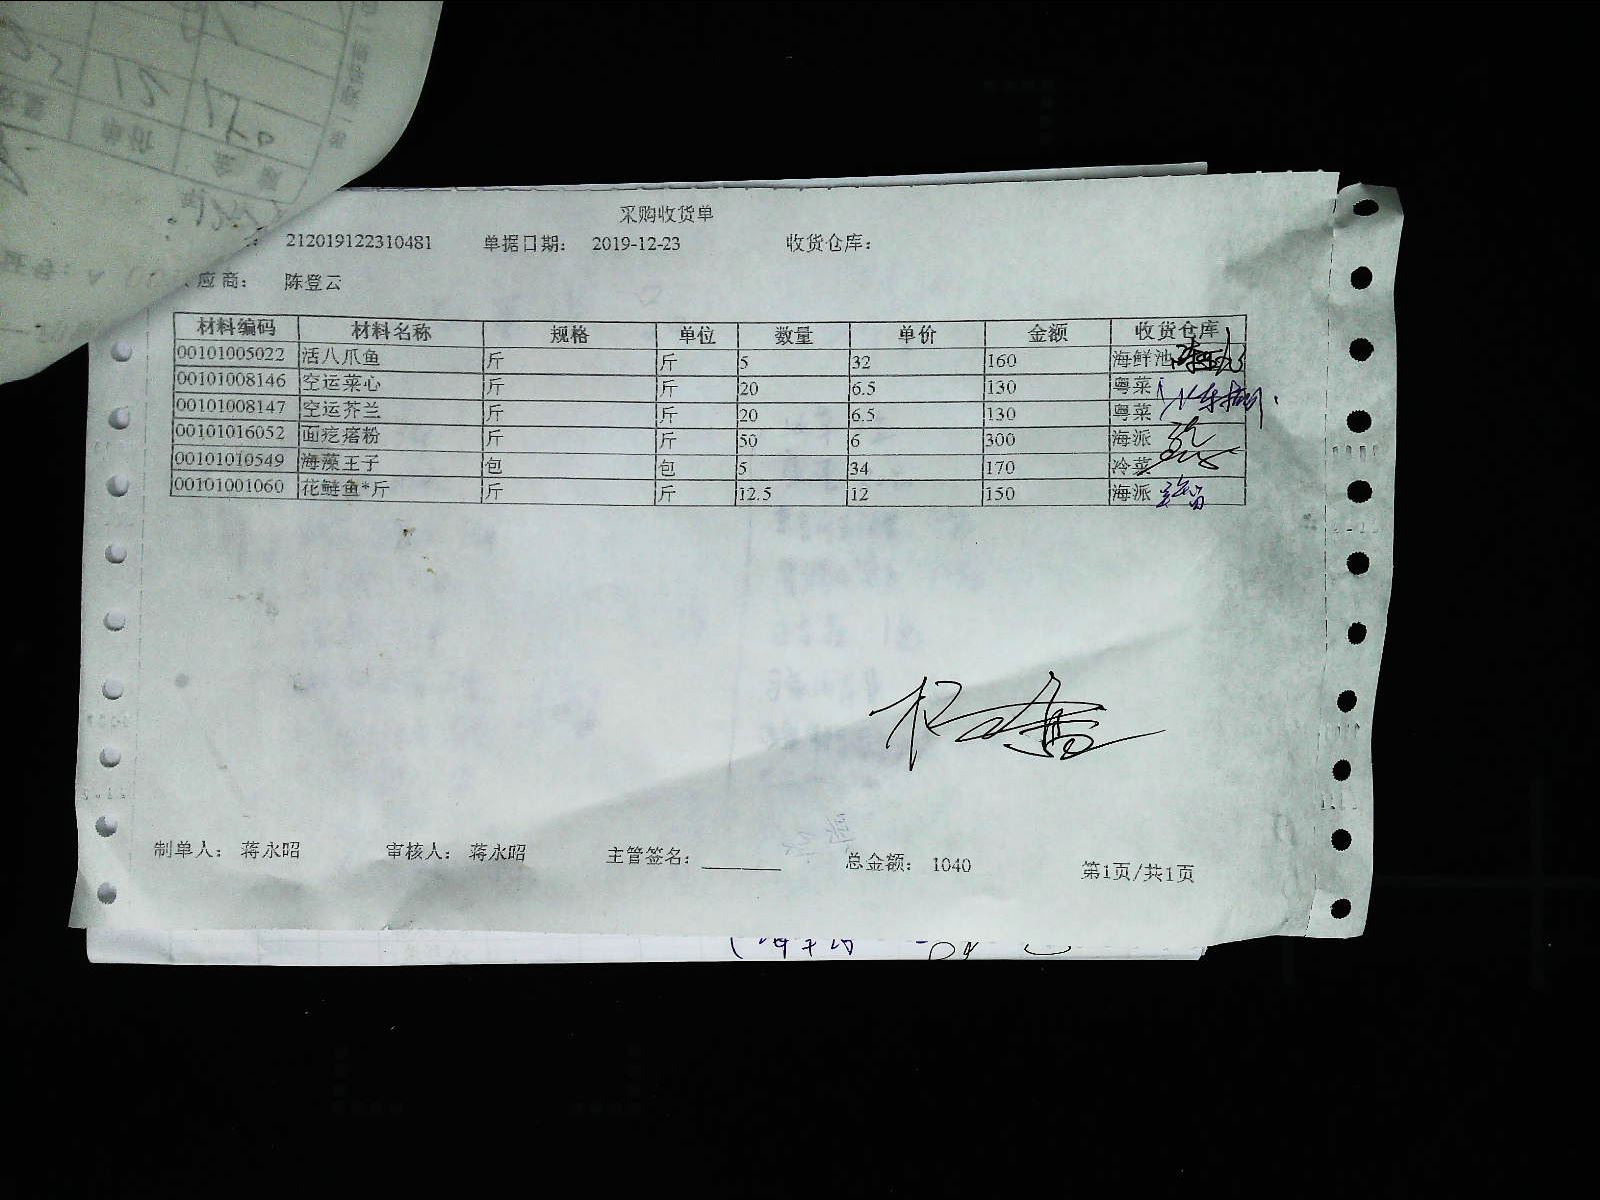 采购收货单
212019122310481 单据日期： 2019-12-23 收货仓库：
应商： 陈登云
材料编码 材料名称 规格 单位 数量 单价 金额 收货仓库
00101005022 活八爪鱼 斤 斤 5 32 160 海鲜池
00101008146 空运菜心 斤 斤 20 6.5 130 粤菜
00101008147 空运芥兰 斤 斤 20 6.5 130 粤菜
00101016052 面疙瘩粉 斤 斤 50 6 300 海派
00101010549 海藻王子 包 包 5 34 170 冷菜
00101001060 花鲢鱼*斤 斤 斤 12.5 12 150 海派
制单人： 蒋永昭 审核人： 蒋永昭 主管签名： 总金额： 1040 第1页/共1页